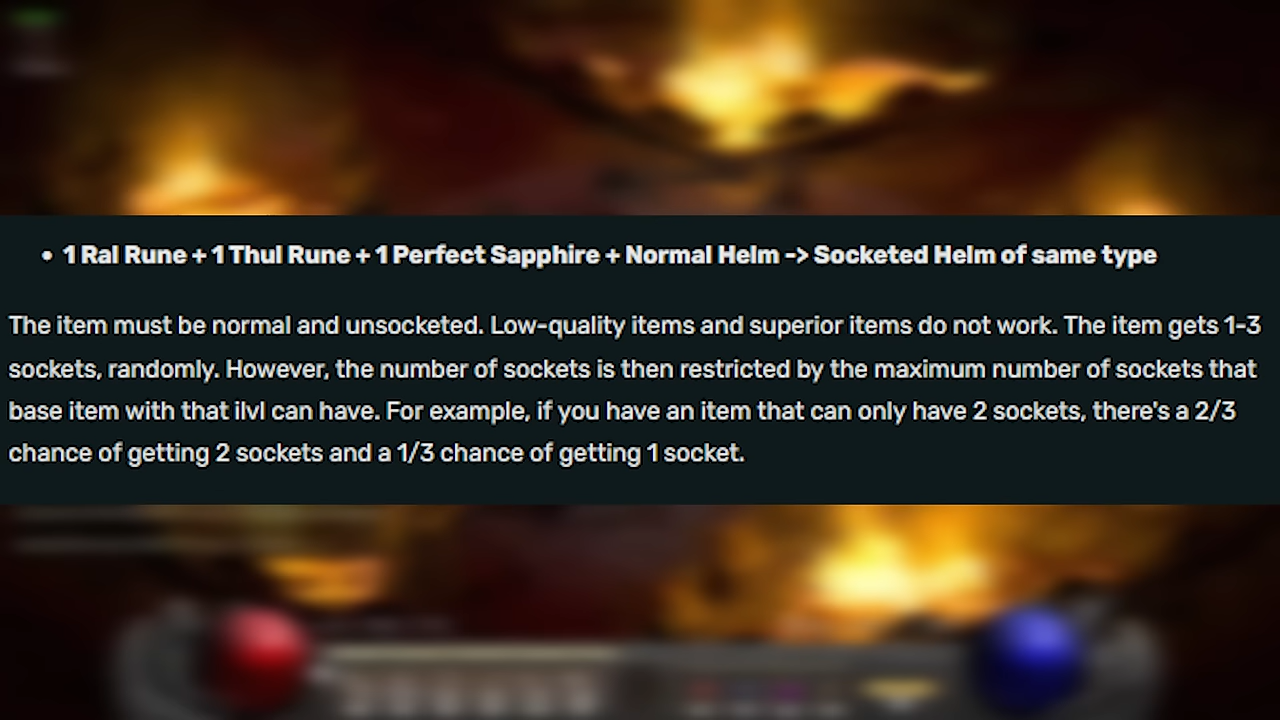 • 1 Ral Rune + 1 Thul Rune + 1 Perfect Sapphire + Normal Helm -> Socketed Helm of same type
The item must be normal and unsocketed. Low-quality items and superior items do not work. The item gets 1-3
sockets, randomly. However, the number of sockets is then restricted by the maximum number of sockets that
base item with that ilvl can have. For example, if you have an item that can only have 2 sockets, there's a 2/3
chance of getting 2 sockets and a 1/3 chance of getting 1 socket.